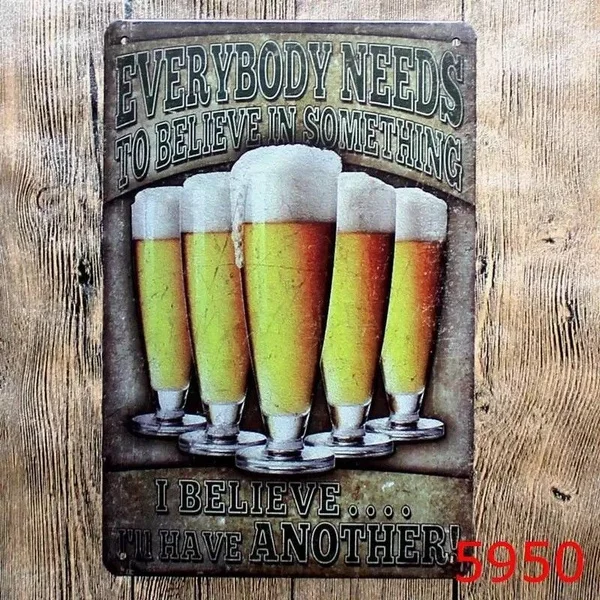 EVERYBODY NEEDS
TO BELIEVE IN SOMETHING
I BELIEVE....
I'll HAVE ANOTHER!
5950